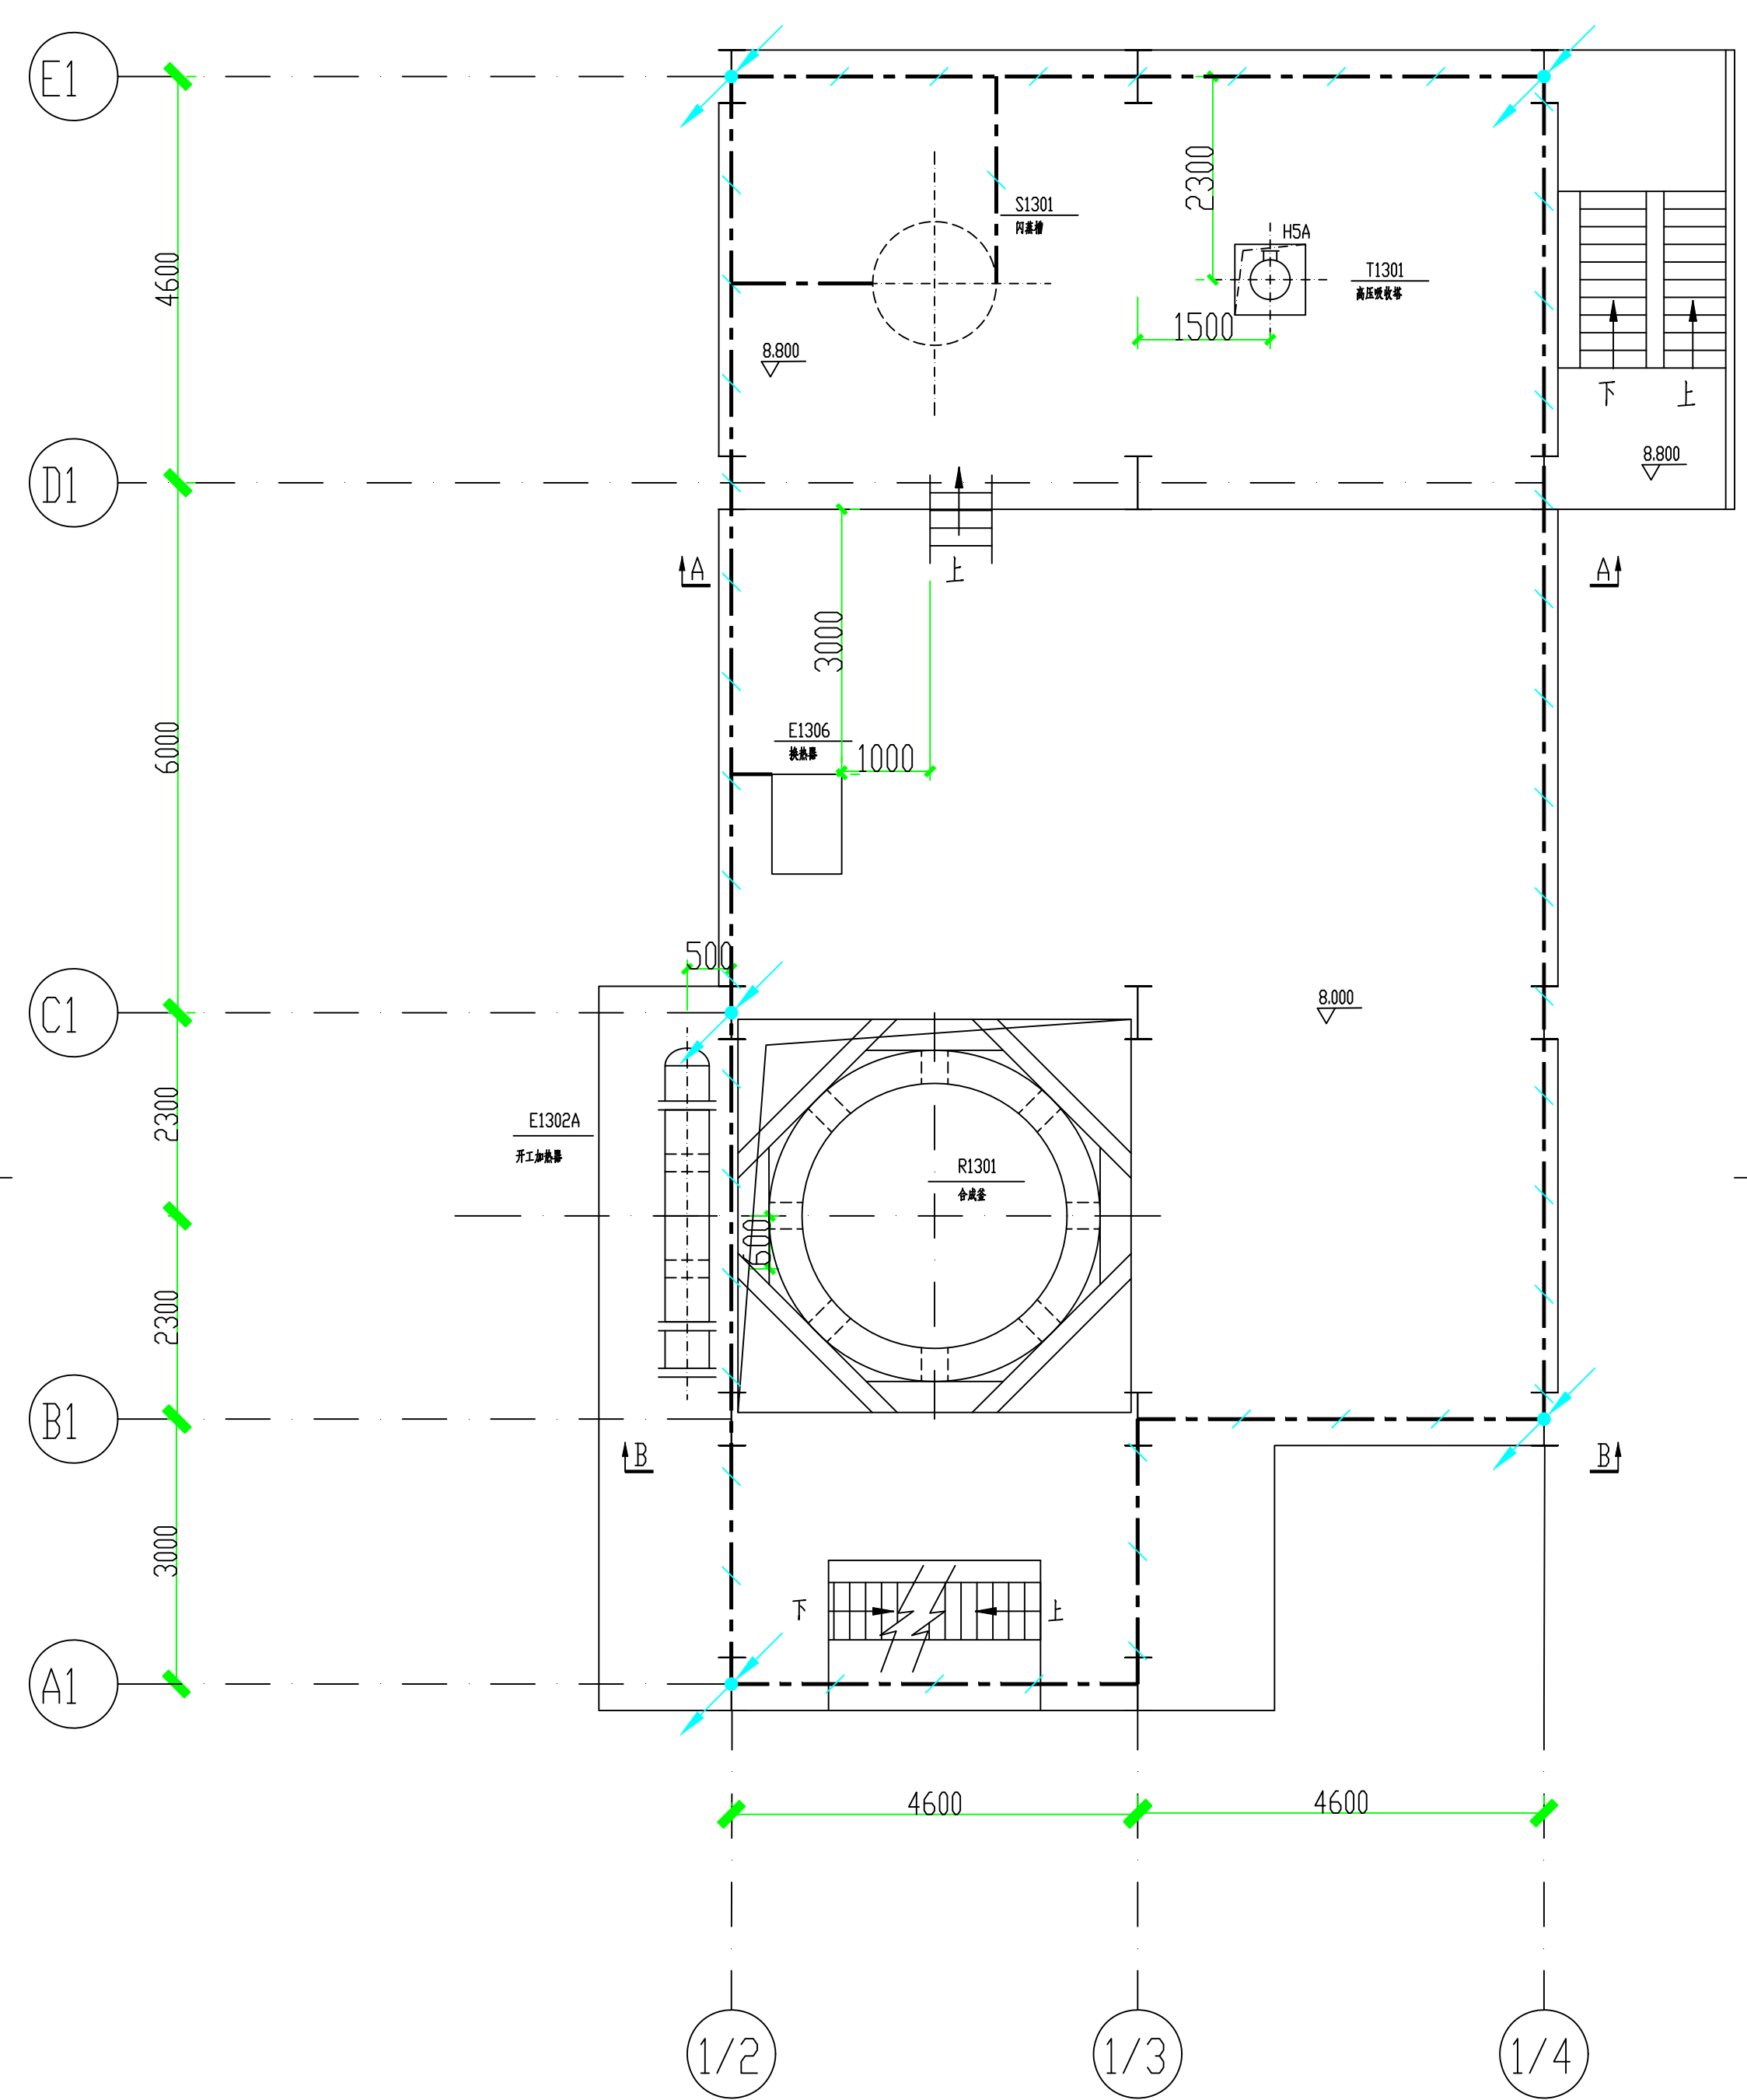 E1
2300
S1301
闪蒸槽
H5A
T1301
高压吸收塔
4600
1500
8.800
下
上
8.800
D1
A
上
A
3000
6000
E1306
换热器
1000
500
8.000
C1
2300
E1302A
开工加热器
R1301
合成釜
600
2300
B1
B
B
3000
下
上
A1
4600
4600
1/2
1/3
1/4